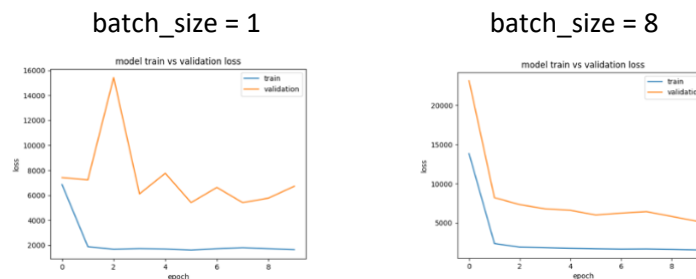 batch_size = 1
batch_size = 8
model train vs validation loss
train
validation
16000
14000
12000
10000
8000
6000
4000
2000
loss
0
2
4
6
8
epoch
model train vs validation loss
train
validation
20000
15000
10000
5000
loss
0
2
4
6
8
epoch